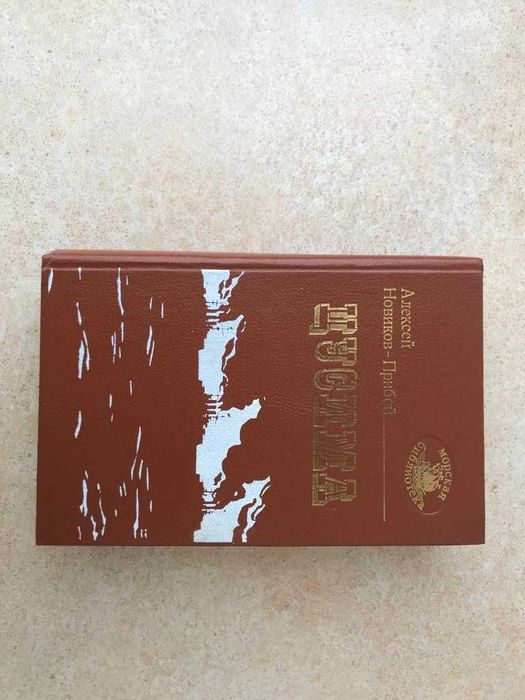 морская
библиотека
Алексей
Новиков-Прибой
ЦУСИМА